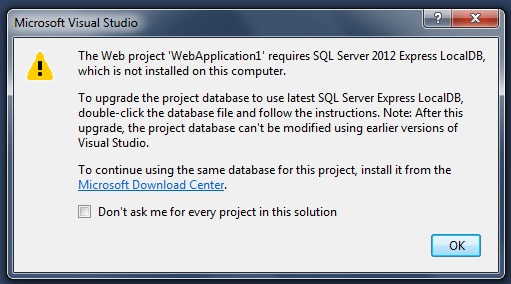 Microsoft Visual Studio
The Web project 'WebApplication1' requires SQL Server 2012 Express LocalDB,
which is not installed on this computer.
To upgrade the project database to use latest SQL Server Express LocalDB,
double-click the database file and follow the instructions. Note: After this
upgrade, the project database can't be modified using earlier versions of
Visual Studio.
To continue using the same database for this project, install it from the
Microsoft Download Center.
Don't ask me for every project in this solution
OK